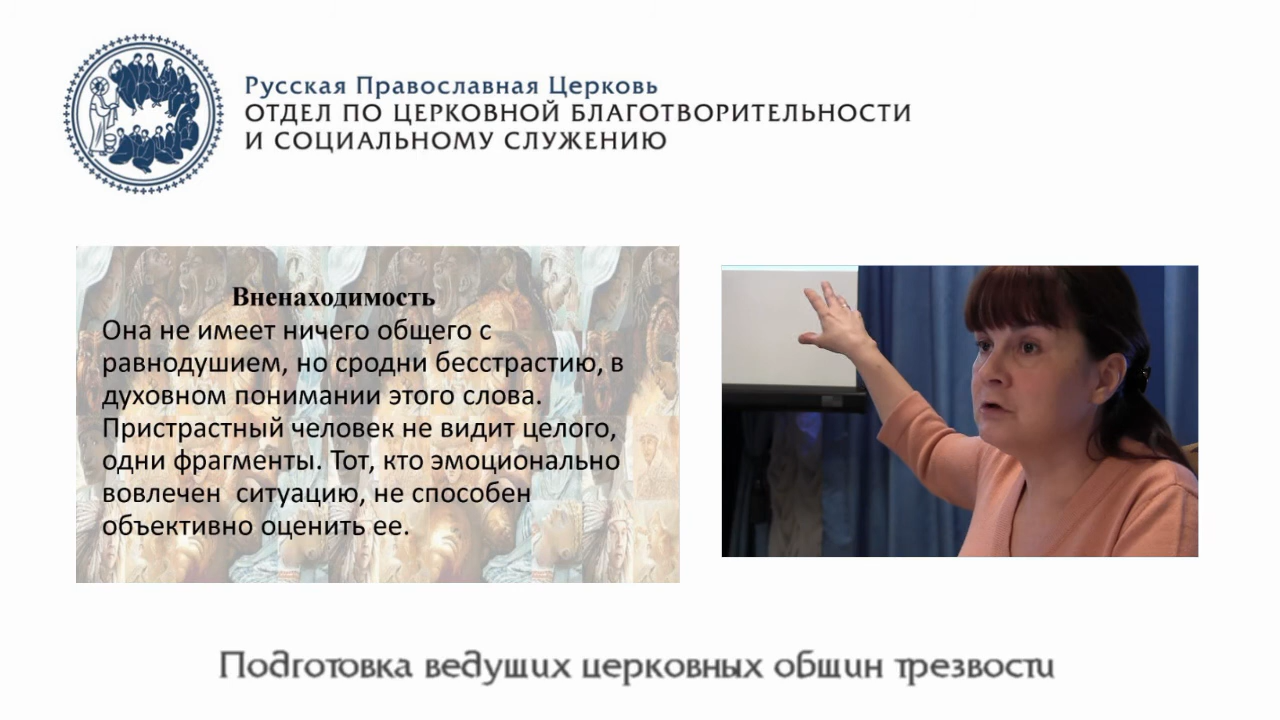 Русская Православная Церковь
ОТДЕЛ ПО ЦЕРКОВНОЙ БЛАГОТВОРИТЕЛЬНОСТИ
И СОЦИАЛЬНОМУ СЛУЖЕНИЮ
Вненаходимость
Она не имеет ничего общего с
равнодушием, но сродни бесстрастию, в
духовном понимании этого слова.
Пристрастный человек не видит целого,
одни фрагменты. Тот, кто эмоционально
вовлечен  ситуацию, не способен
объективно оценить ее.
Подготовка ведущих церковных общин трезвости